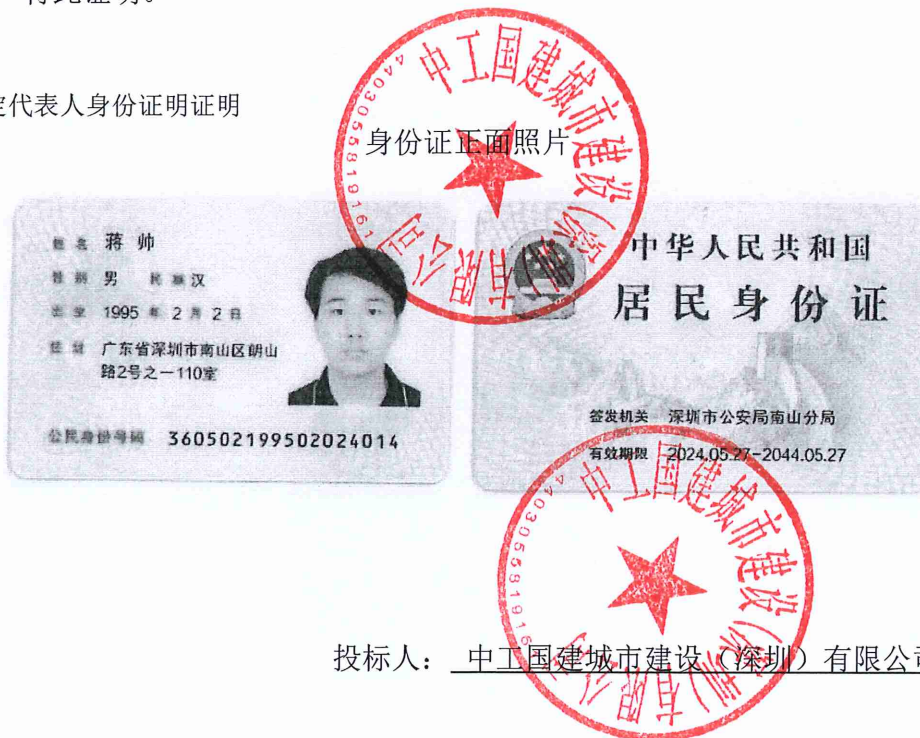 特此证明。
定代表人身份证明证明
身份证正面照片
姓名 蒋帅
性别 男 民族 汉
出生 1995 年 2 月 2 日
住址 广东省深圳市南山区朗山
路2号之一110室
公民身份号码 360502199502024014
中华人民共和国
居民身份证
签发机关 深圳市公安局南山分局
有效期限 2024.05.27-2044.05.27
中工国建城市建设（深圳）有限公司
4403055819161
中工国建城市建设（深圳）有限公司
4403055819161
投标人： 中工国建城市建设（深圳）有限公司